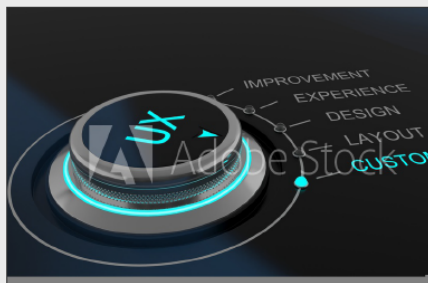 IMPROVEMENT
EXPERIENCE
DESIGN
LAYOUT
CUSTOM
UX
Adobe Stock